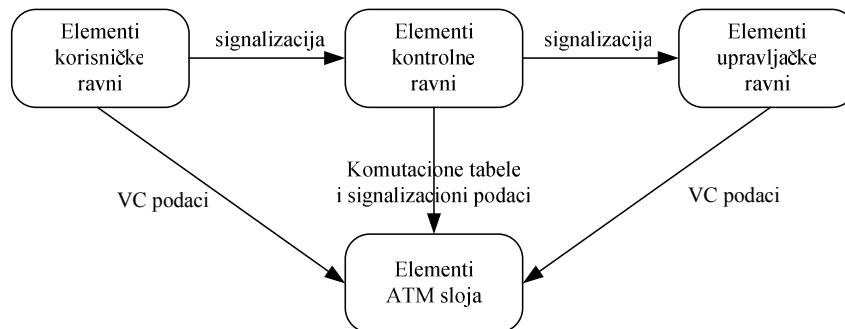 Elementi
korisničke
ravni
signalizacija
Elementi
kontrolne
ravni
signalizacija
Elementi
upravljačke
ravni
Komutacione tabele
i signalizacioni podaci
VC podaci
VC podaci
Elementi
ATM sloja